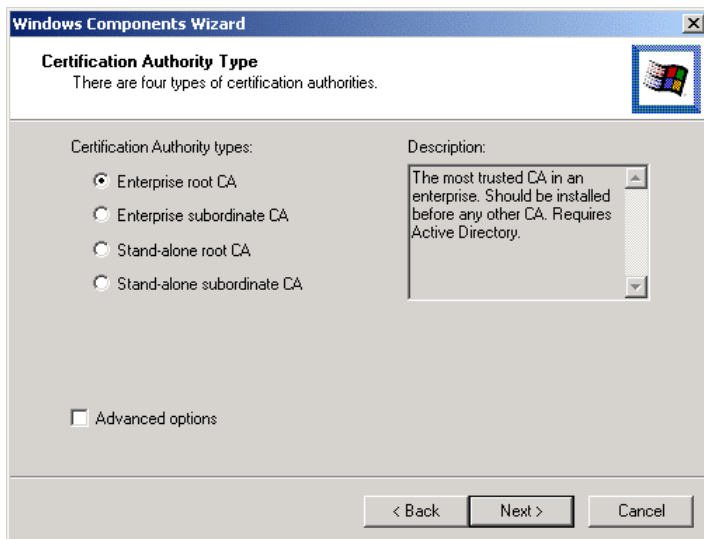 Windows Components Wizard
Certification Authority Type
There are four types of certification authorities.
Certification Authority types:
Enterprise root CA
Enterprise subordinate CA
Stand-alone root CA
Stand-alone subordinate CA
Description:
The most trusted CA in an
enterprise. Should be installed
before any other CA. Requires
Active Directory.
Advanced options
< Back
Next >
Cancel